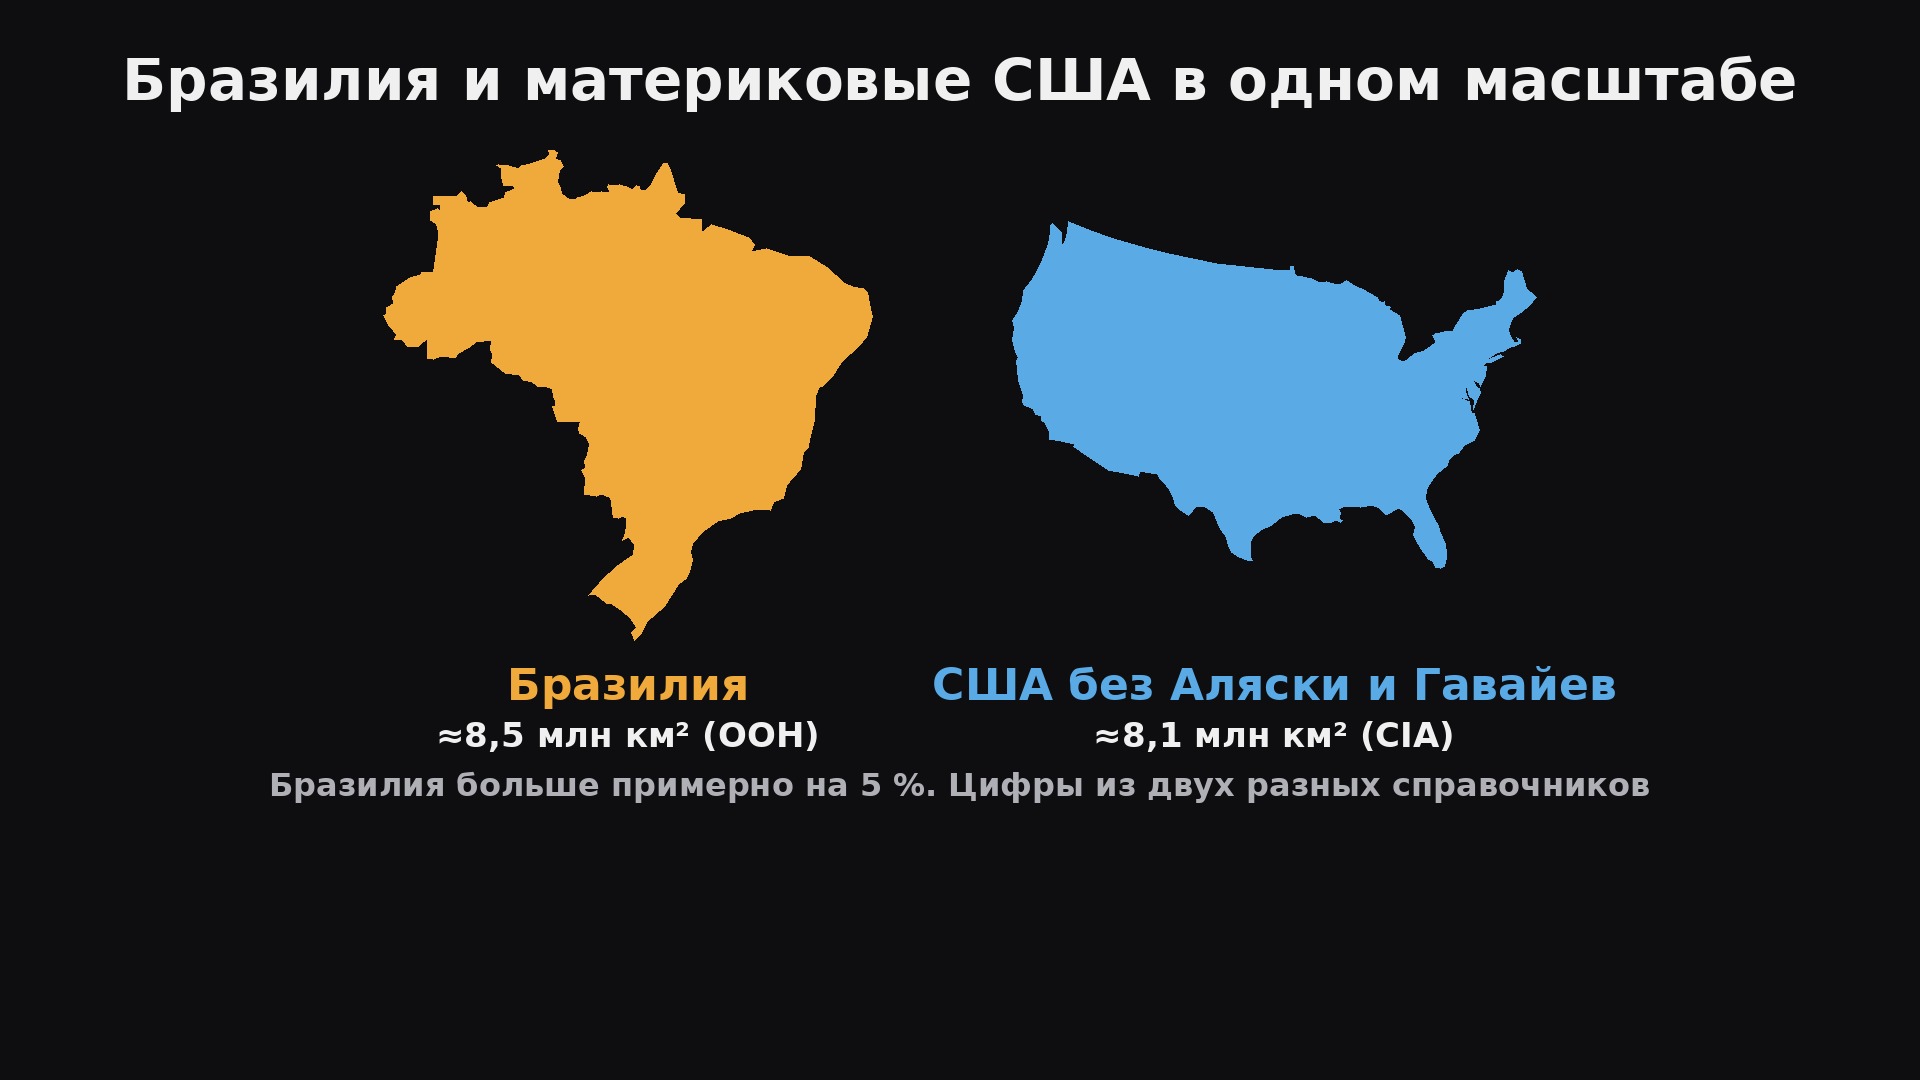 Бразилия и материковые США в одном масштабе
Бразилия
≈8,5 млн км² (ООН)
США без Аляски и Гавайев
≈8,1 млн км² (CIA)
Бразилия больше примерно на 5 %. Цифры из двух разных справочников